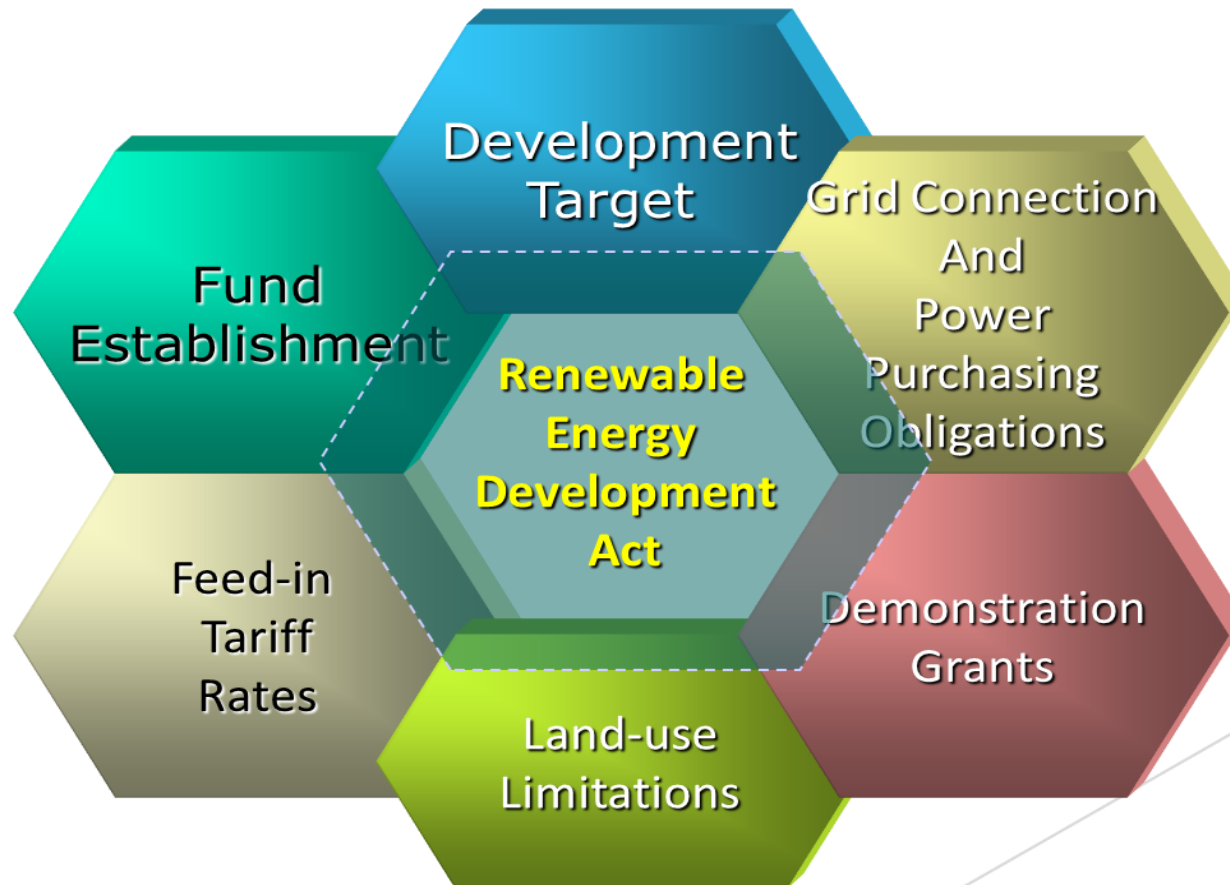 Development
Target
Grid Connection
And
Power
Purchasing
Obligations
Fund
Establishment
Renewable
Energy
Development
Act
Feed-in
Tariff
Rates
Demonstration
Grants
Land-use
Limitations